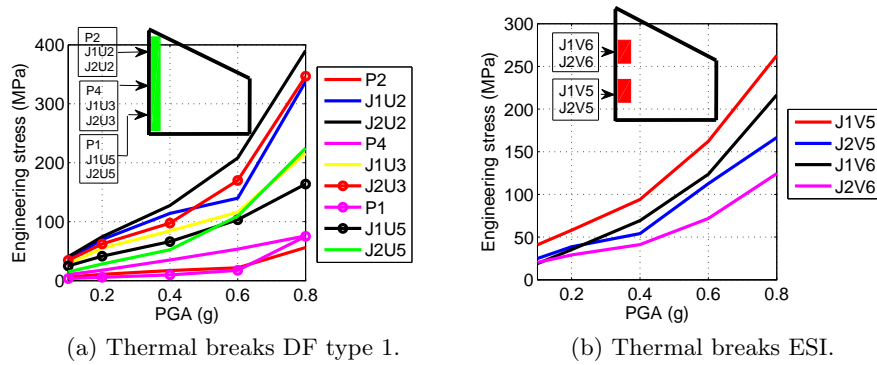 P2
J1U2
J2U2
P4
J1U3
J2U3
P1
J1U5
J2U5
400
300
200
100
0
Engineering stress (MPa)
0.2 0.4 0.6 0.8
PGA (g)
P2
J1U2
J2U2
P4
J1U3
J2U3
P1
J1U5
J2U5
(a) Thermal breaks DF type 1.
J1V6
J2V6
J1V5
J2V5
300
250
200
150
100
50
0
Engineering stress (MPa)
0.2 0.4 0.6 0.8
PGA (g)
J1V5
J2V5
J1V6
J2V6
(b) Thermal breaks ESI.